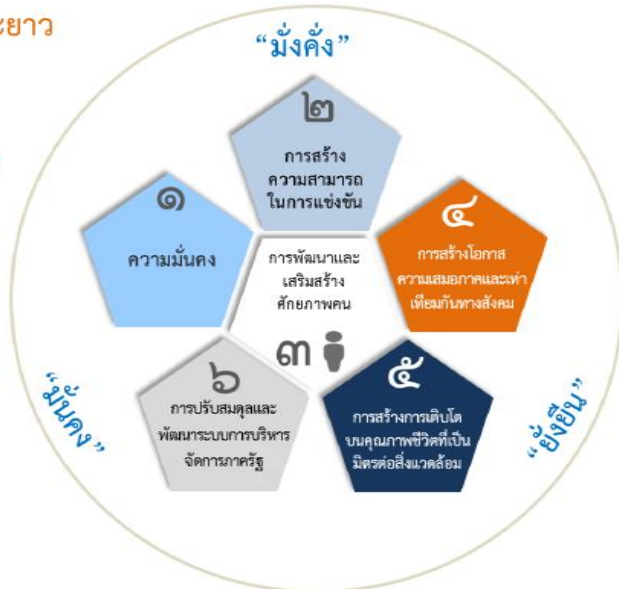 ะยาว
“มั่งคั่ง”
๒
การสร้าง
ความสามารถ
ในการแข่งขัน
๑
ความมั่นคง
๔
การสร้างโอกาส
ความเสมอภาคและเท่า
เทียมกันทางสังคม
การพัฒนาและ
เสริมสร้าง
ศักยภาพคน
๓
๖
การปรับสมดุลและ
พัฒนาระบบการบริหาร
จัดการภาครัฐ
๕
การสร้างการเติบโต
บนคุณภาพชีวิตที่เป็น
มิตรต่อสิ่งแวดล้อม
“มั่นคง”
“ยั่งยืน”